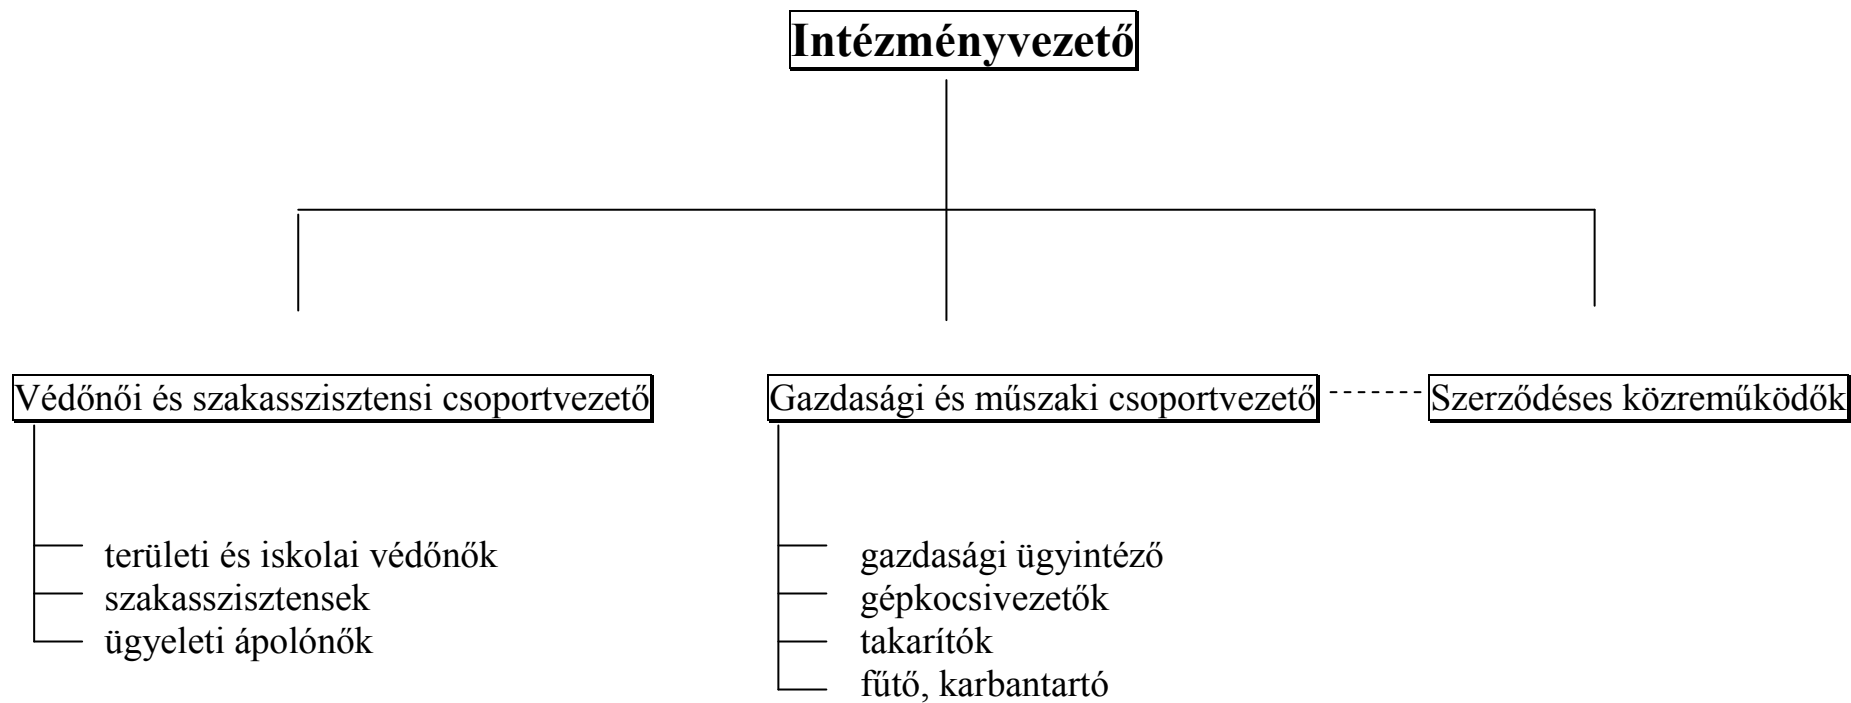 Intézményvezető
Védőnői és szakasszisztensi csoportvezető
Gazdasági és műszaki csoportvezető
Szerződéses közreműködők
területi és iskolai védőnők
szakasszisztensek
ügyeleti ápolónők
gazdasági ügyintéző
gépkocsivezetők
takarítók
fűtő, karbantartó